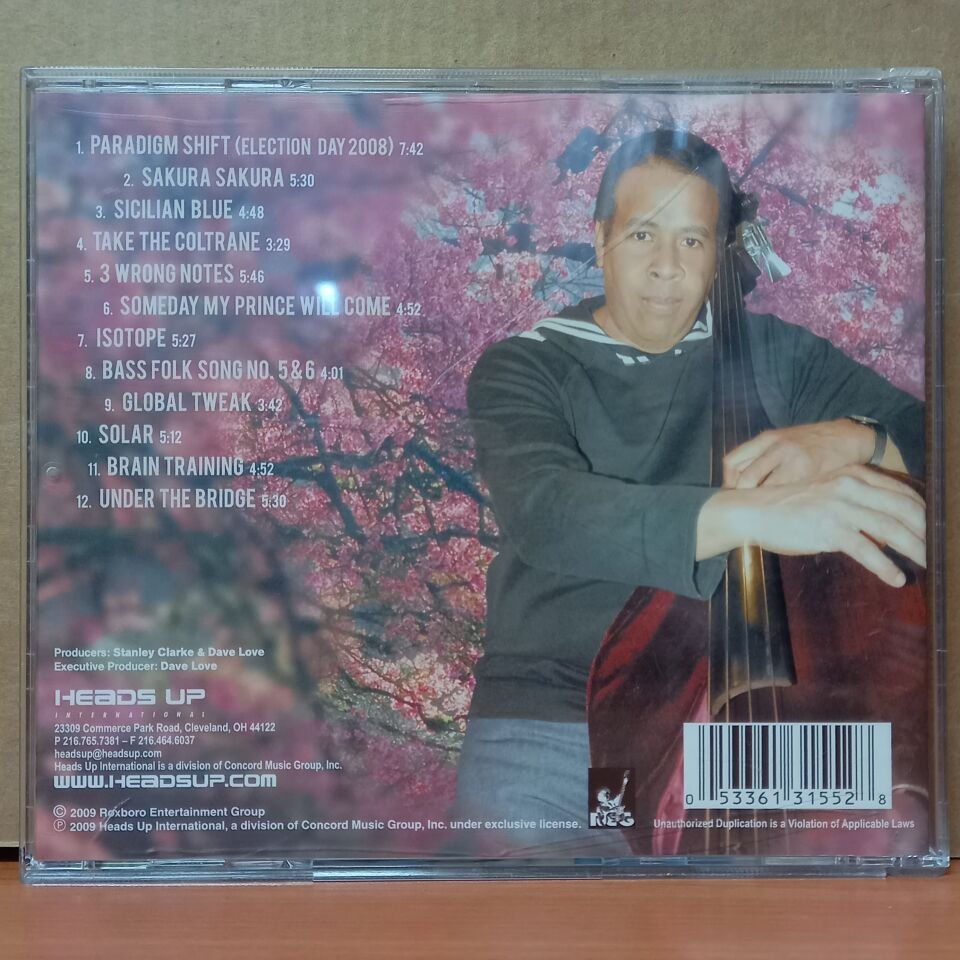 1. PARADIGM SHIFT (ELECTION DAY 2008) 7:42
2. SAKURA SAKURA 5:30
3. SICILIAN BLUE 4:48
4. TAKE THE COLTRANE 3:29
5. 3 WRONG NOTES 5:46
6. SOMEDAY MY PRINCE WILL COME 4:52
7. ISOTOPE 5:27
8. BASS FOLK SONG NO. 5 & 6 4:01
9. GLOBAL TWEAK 3:42
10. SOLAR 5:12
11. BRAIN TRAINING 4:52
12. UNDER THE BRIDGE 5:30
Producers: Stanley Clarke & Dave Love
Executive Producer: Dave Love
HEADS UP
INTERNATIONAL
23309 Commerce Park Road, Cleveland, OH 44122
P 216.765.7381 – F 216.464.6037
headsup@headsup.com
Heads Up International is a division of Concord Music Group, Inc.
WWW.HEADSUP.COM
© 2009 Roxboro Entertainment Group
℗ 2009 Heads Up International, a division of Concord Music Group, Inc. under exclusive license.
REG
0 53361 31552 8
Unauthorized Duplication is a Violation of Applicable Laws